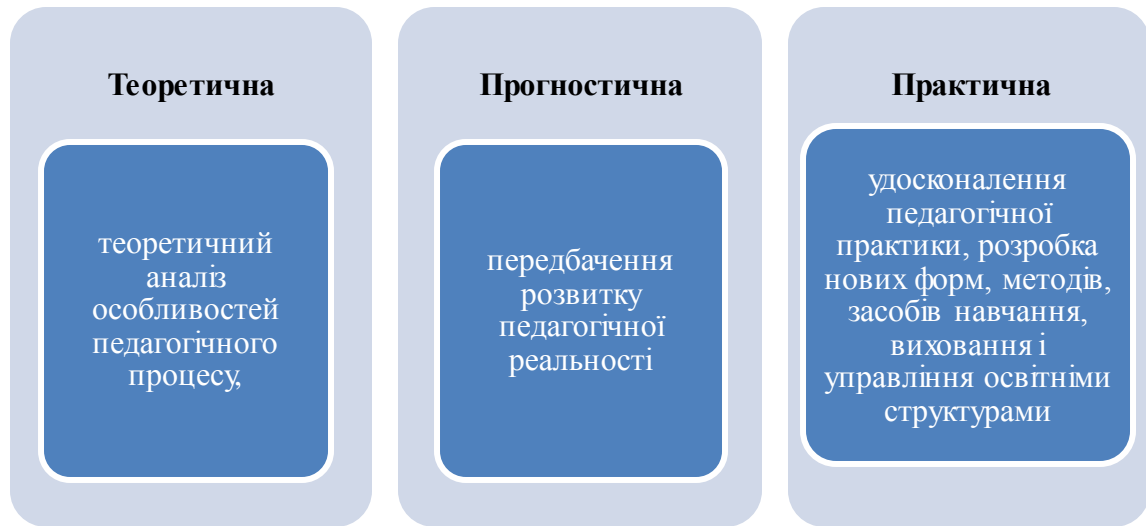 Теоретична
теоретичний
аналіз
особливостей
педагогічного
процесу,
Прогностична
передбачення
розвитку
педагогічної
реальності
Практична
удосконалення
педагогічної
практики, розробка
нових форм, методів,
засобів навчання,
виховання і
управління освітніми
структурами